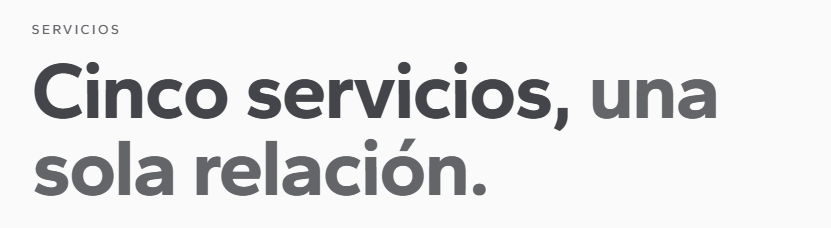 SERVICIOS
Cinco servicios, una
sola relación.